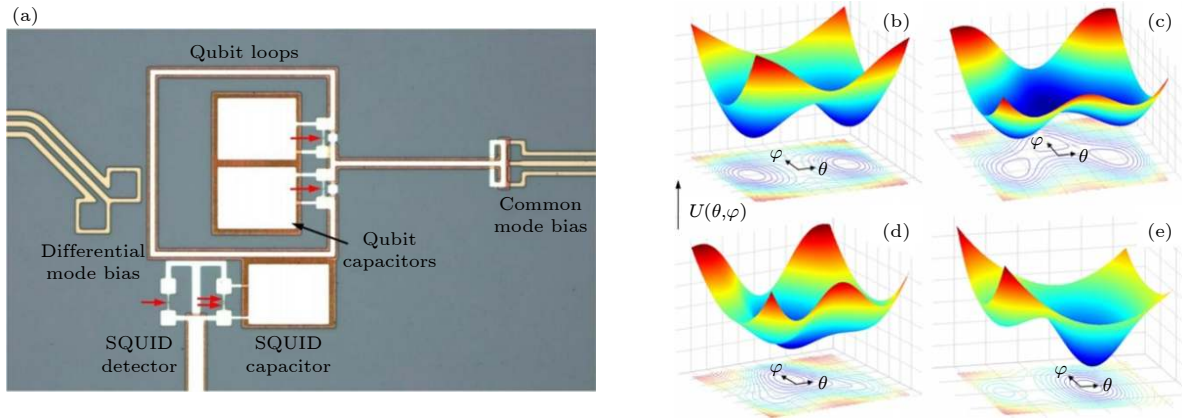 (a)
Qubit loops
Differential
mode bias
Qubit
capacitors
Common
mode bias
SQUID
detector
SQUID
capacitor
(b)
φ
θ
(c)
φ
θ
U(θ,φ)
(d)
φ
θ
(e)
φ
θ